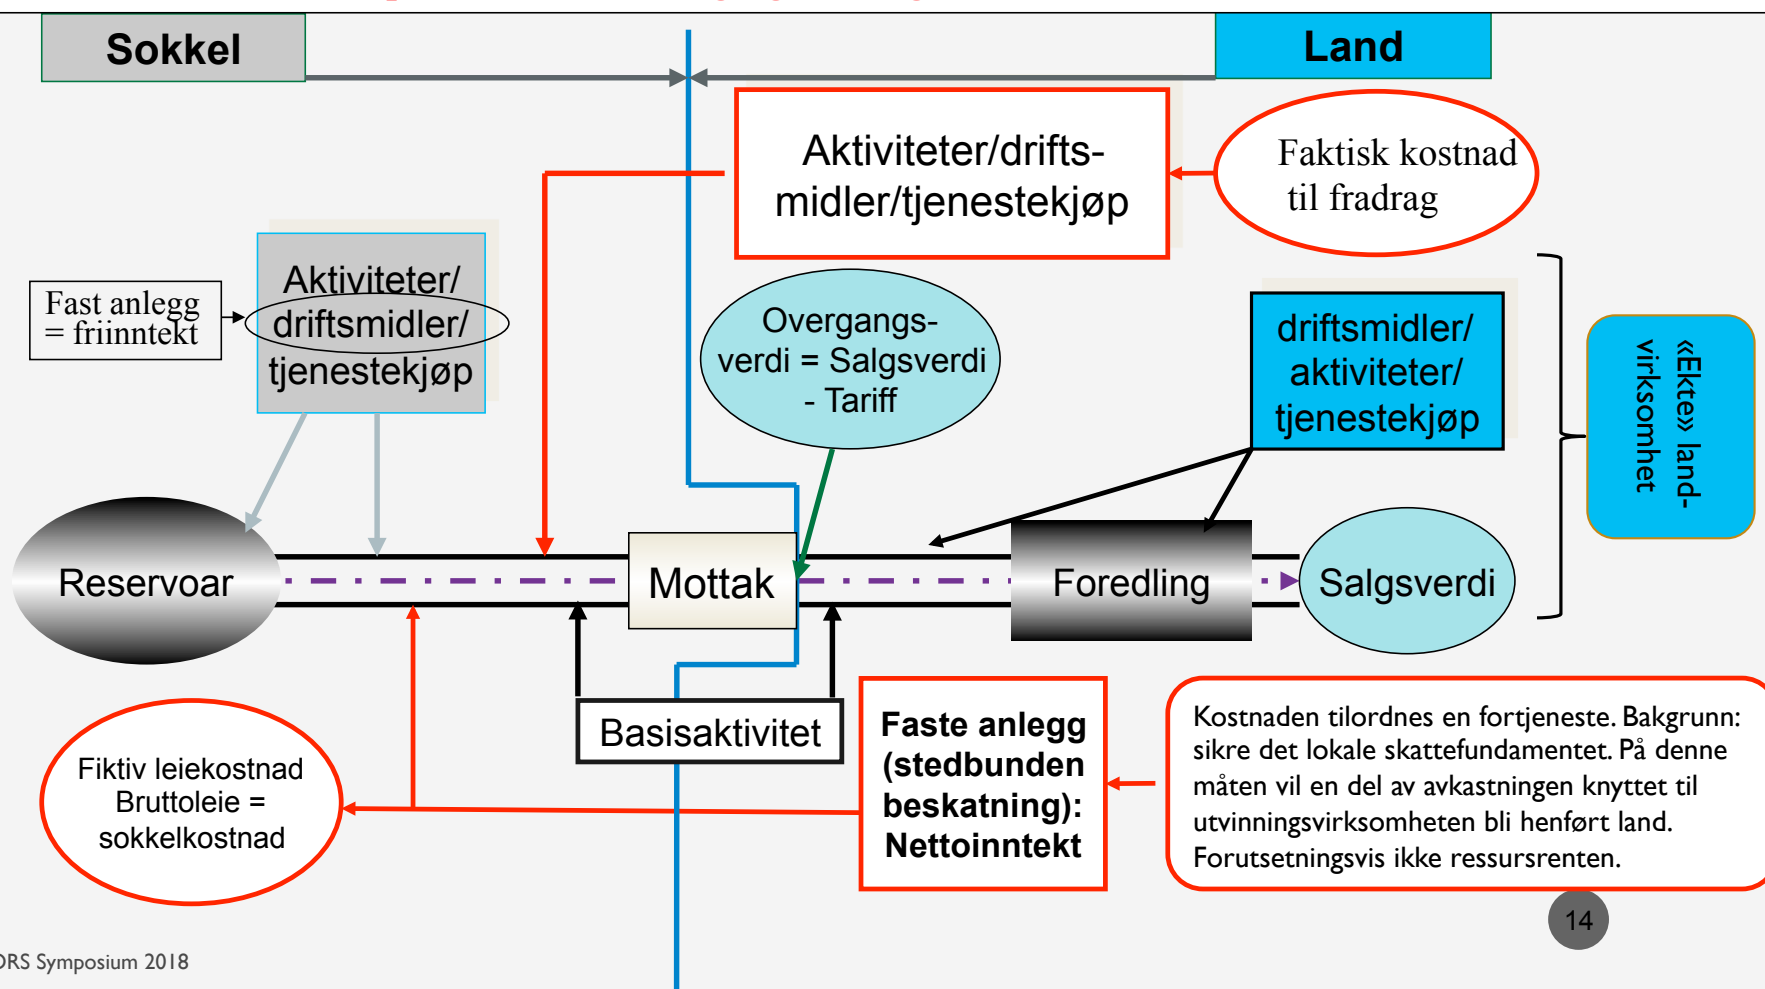 Sokkel
Land
Aktiviteter/drifts-
midler/tjenestekjøp
Faktisk kostnad
til fradrag
Aktiviteter/
driftsmidler/
tjenestekjøp
Fast anlegg
= friinntekt
Overgangs-
verdi = Salgsverdi
- Tariff
driftsmidler/
aktiviteter/
tjenestekjøp
«Ekte» land-
virksomhet
Reservoar
Mottak
Foredling
Salgsverdi
Basisaktivitet
Fiktiv leiekostnad
Bruttoleie =
sokkelkostnad
Faste anlegg
(stedbunden
beskatning):
Nettoinntekt
Kostnaden tilordnes en fortjeneste. Bakgrunn:
sikre det lokale skattefundamentet. På denne
måten vil en del av avkastningen knyttet til
utvinningsvirksomheten bli henført land.
Forutsetningsvis ikke ressursrenten.
14
DRS Symposium 2018